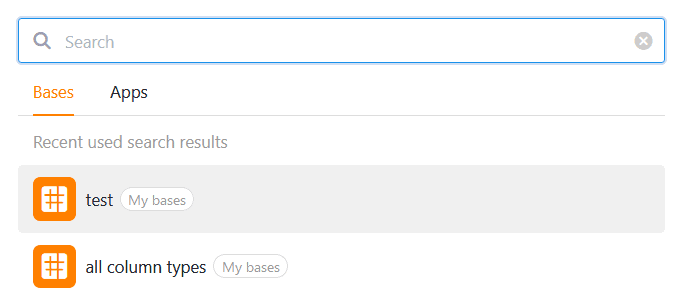 Search
Bases Apps
Recent used search results
test My bases
all column types My bases